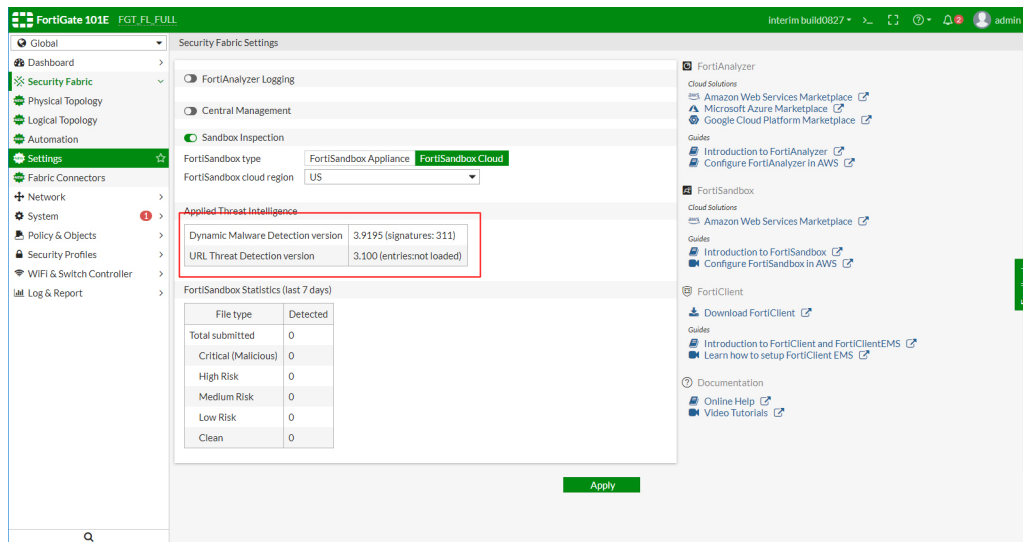 FortiGate 101E FGT_FL_FULL
interim build0827 >_ 2 admin
Global
Dashboard
Security Fabric
Physical Topology
Logical Topology
Automation
Settings
Fabric Connectors
Network
System 1
Policy & Objects
Security Profiles
WiFi & Switch Controller
Log & Report
Security Fabric Settings
FortiAnalyzer Logging
Central Management
Sandbox Inspection
FortiSandbox type FortiSandbox Appliance FortiSandbox Cloud
FortiSandbox cloud region US
Applied Threat Intelligence
Dynamic Malware Detection version 3.9195 (signatures: 311)
URL Threat Detection version 3.100 (entries:not loaded)
FortiSandbox Statistics (last 7 days)
File type Detected
Total submitted 0
Critical (Malicious) 0
High Risk 0
Medium Risk 0
Low Risk 0
Clean 0
Apply
FortiAnalyzer
Cloud Solutions
Amazon Web Services Marketplace
Microsoft Azure Marketplace
Google Cloud Platform Marketplace
Guides
Introduction to FortiAnalyzer
Configure FortiAnalyzer in AWS
FortiSandbox
Cloud Solutions
Amazon Web Services Marketplace
Guides
Introduction to FortiSandbox
Configure FortiSandbox in AWS
FortiClient
Download FortiClient
Guides
Introduction to FortiClient and FortiClientEMS
Learn how to setup FortiClient EMS
Documentation
Online Help
Video Tutorials